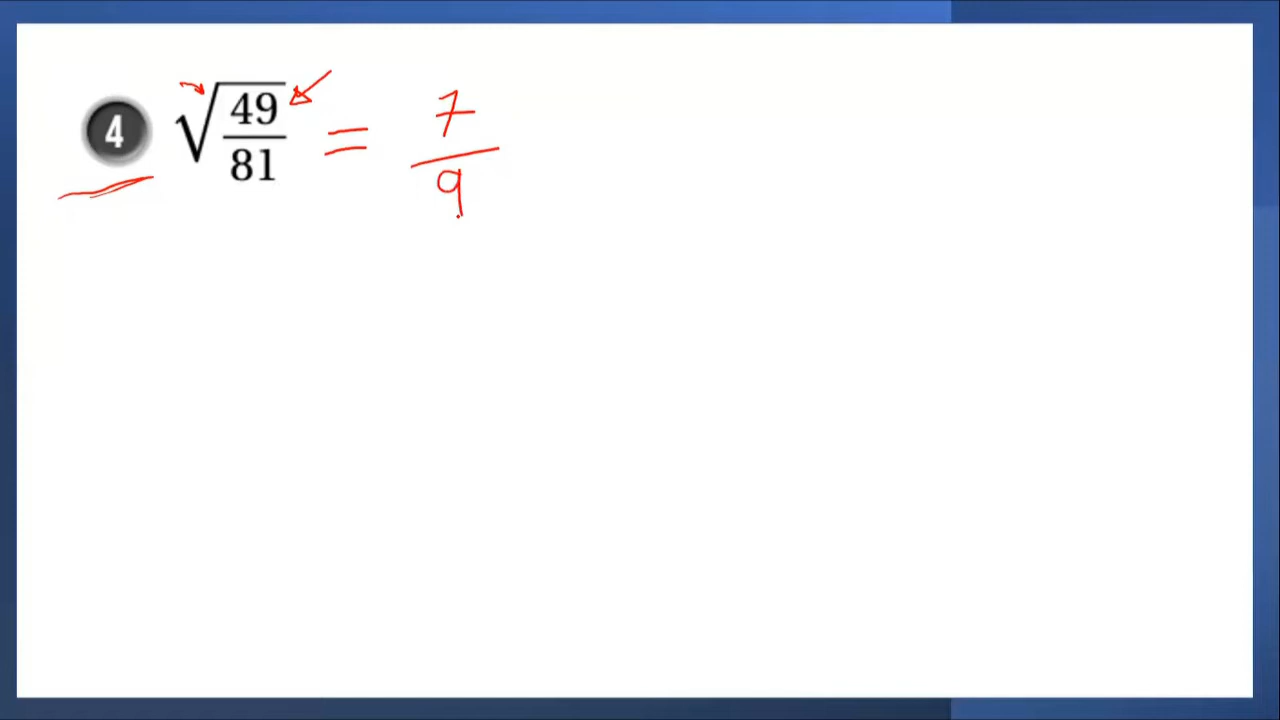 4 √(49/81) = 7/9